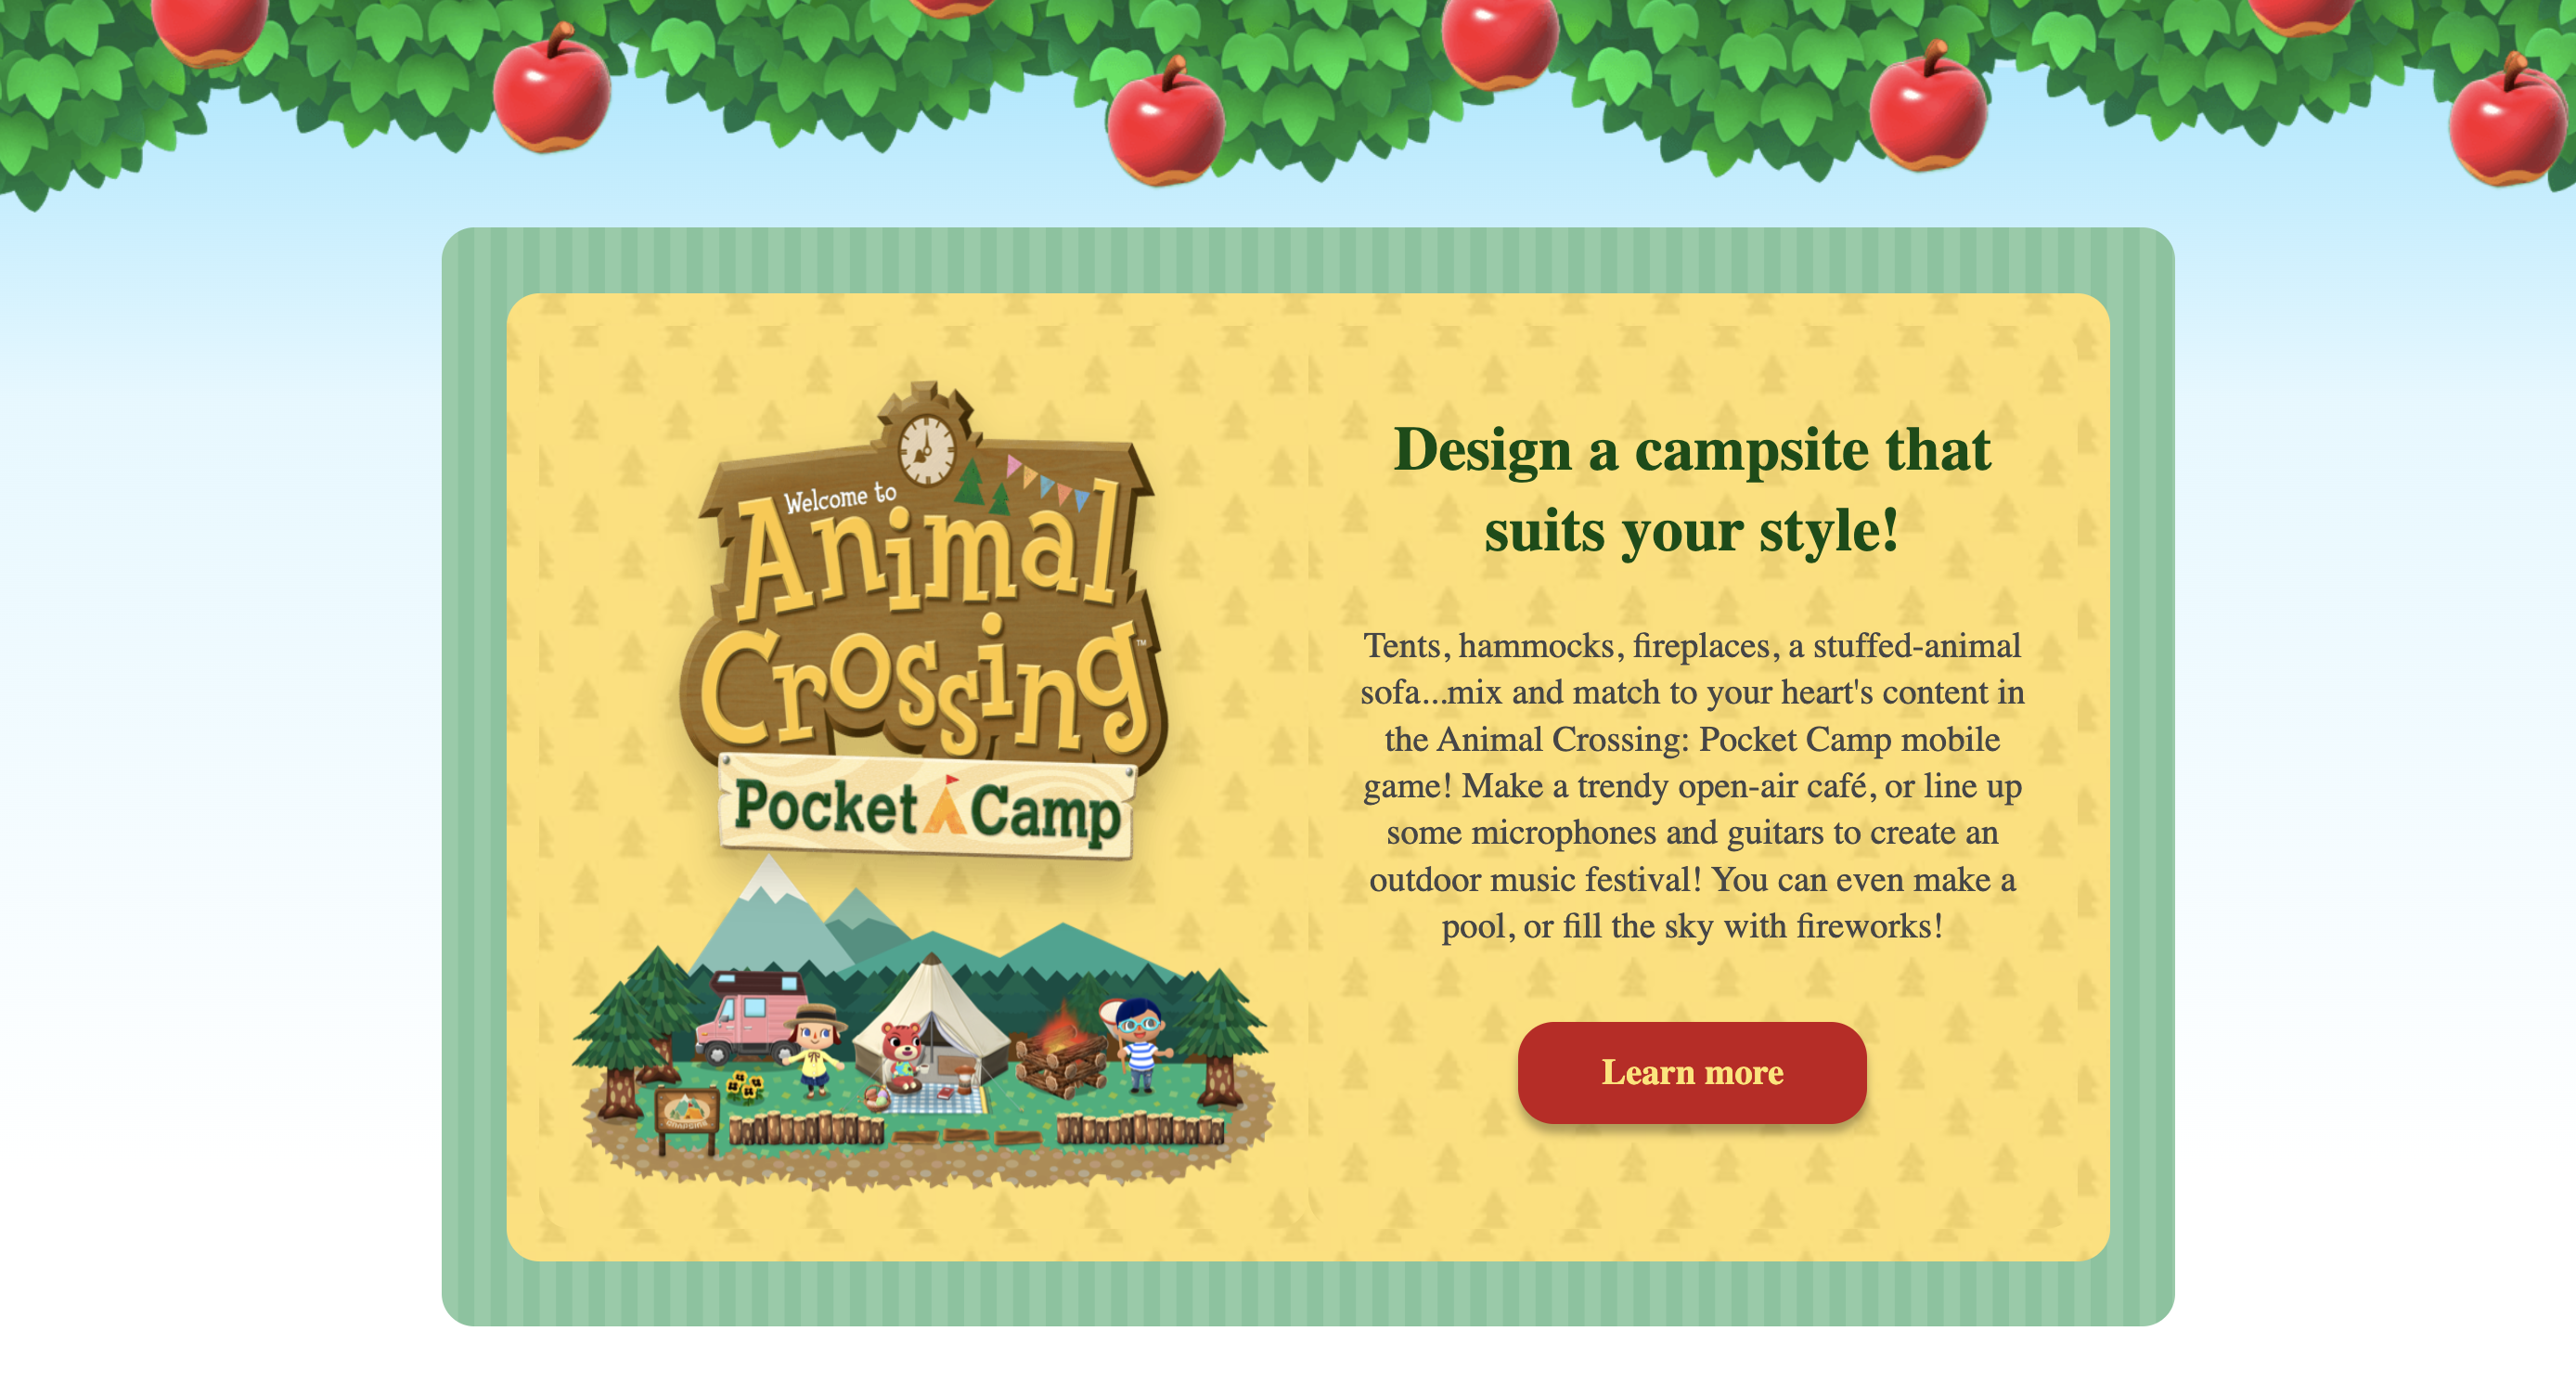 Welcome to
Animal
Crossing
™
Pocket Camp
CAMPSITE
Design a campsite that
suits your style!
Tents, hammocks, fireplaces, a stuffed-animal
sofa...mix and match to your heart's content in
the Animal Crossing: Pocket Camp mobile
game! Make a trendy open-air café, or line up
some microphones and guitars to create an
outdoor music festival! You can even make a
pool, or fill the sky with fireworks!
Learn more